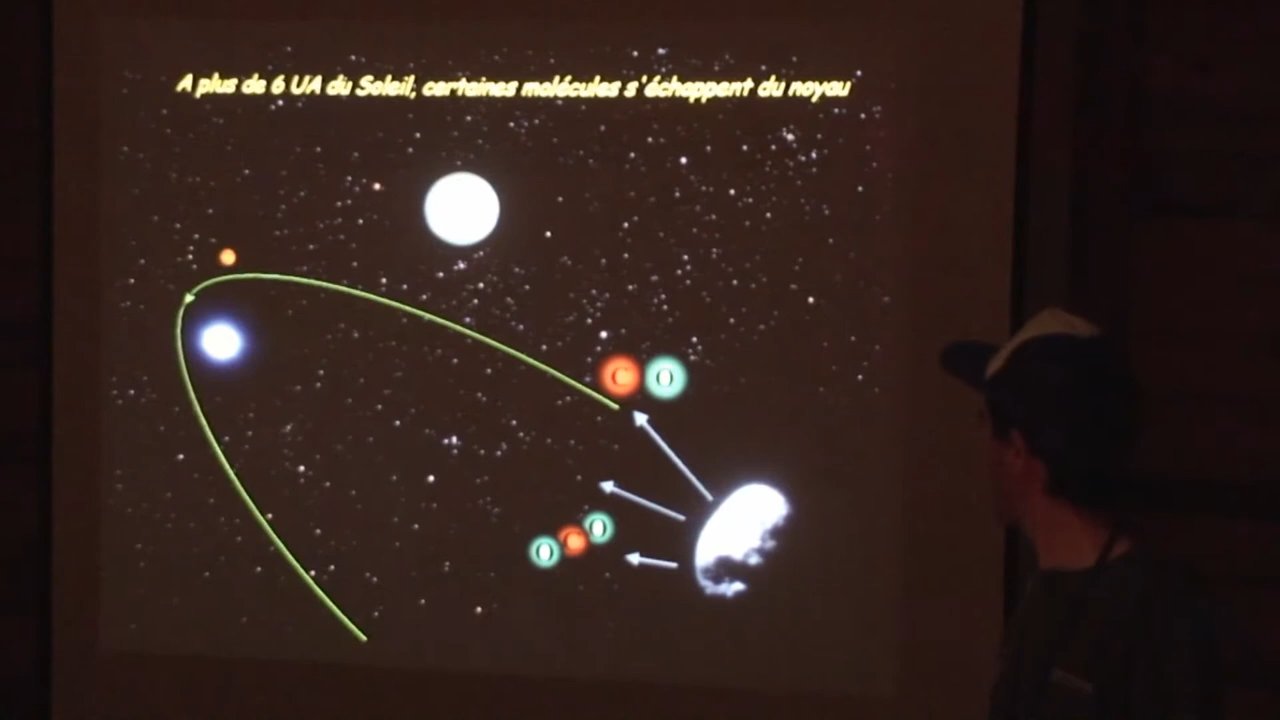 A plus de 6 UA du Soleil, certaines molécules s'échappent du noyau
C O
O C O